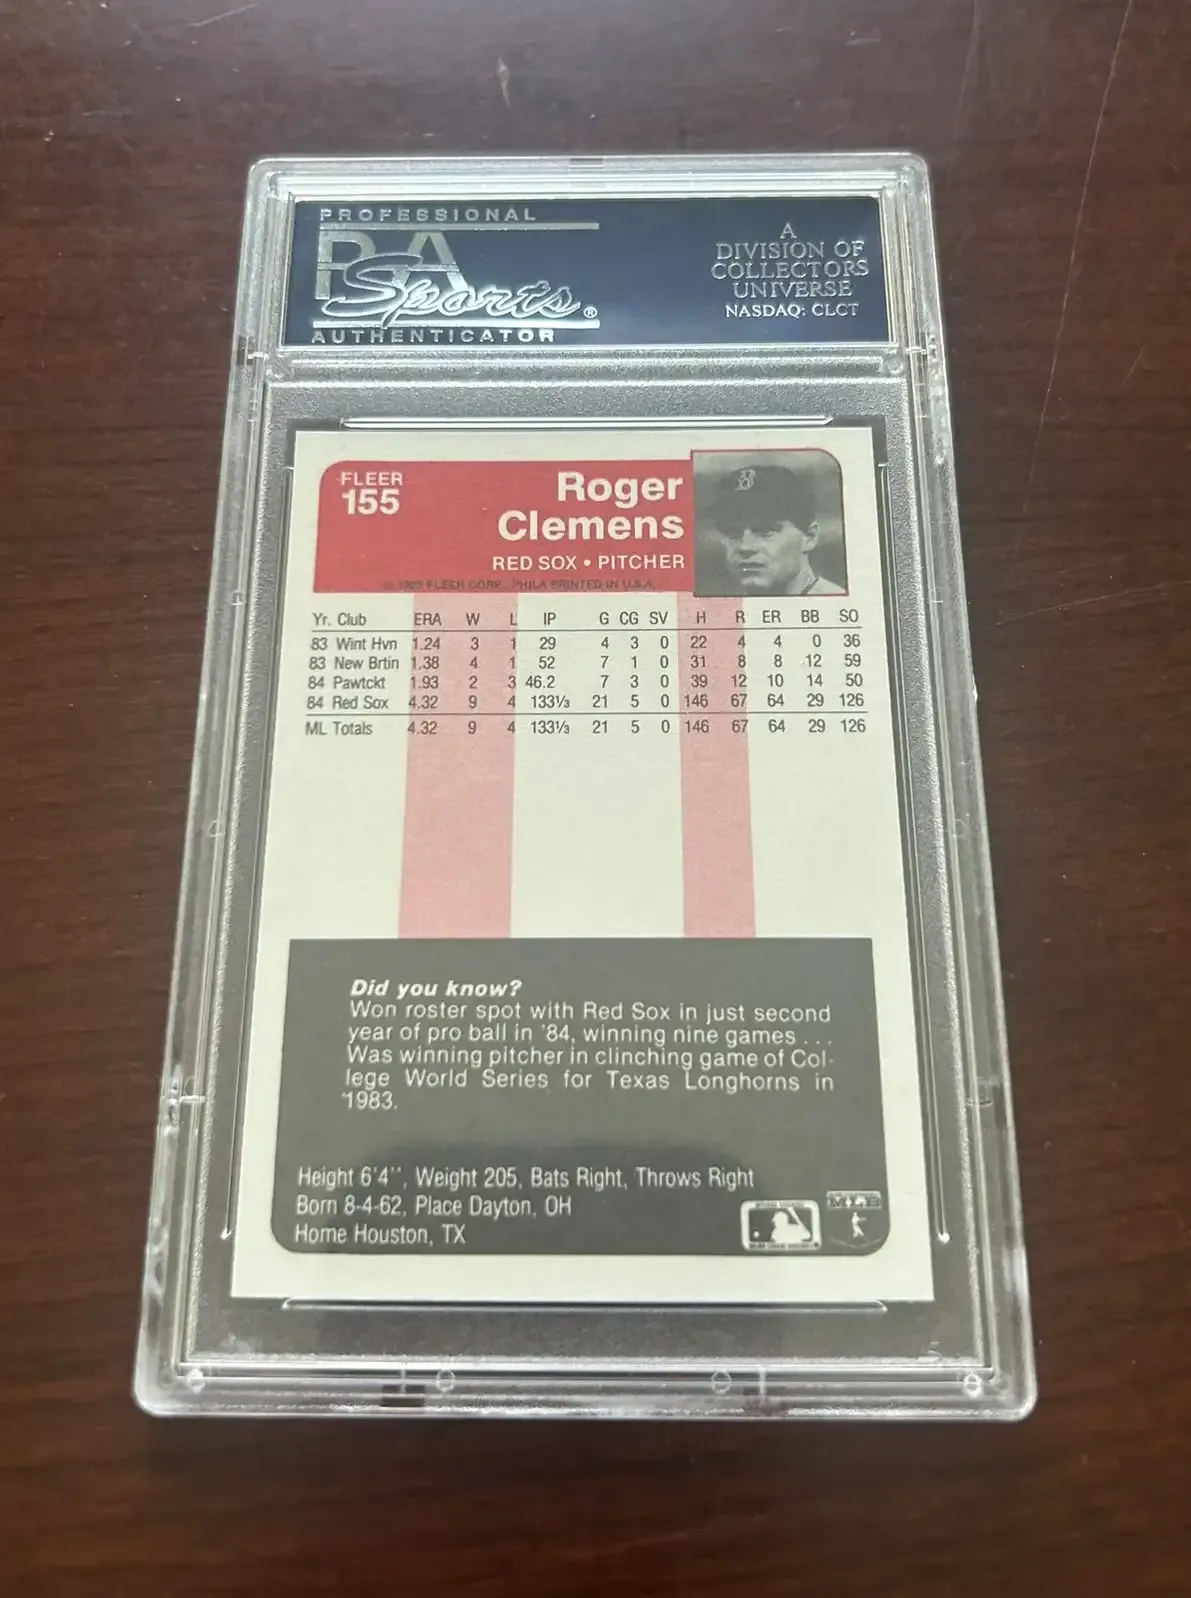 PROFESSIONAL
PSA
Sports®
AUTHENTICATOR
A
DIVISION OF
COLLECTORS
UNIVERSE
NASDAQ: CLCT
FLEER
155
Roger
Clemens
RED SOX • PITCHER
© 1985 FLEER CORP., PHILA PRINTED IN U.S.A.
B
Yr. Club ERA W L IP G CG SV H R ER BB SO
83 Wint Hvn 1.24 3 1 29 4 3 0 22 4 4 0 36
83 New Brtin 1.38 4 1 52 7 1 0 31 8 8 12 59
84 Pawtckt 1.93 2 3 46.2 7 3 0 39 12 10 14 50
84 Red Sox 4.32 9 4 133⅓ 21 5 0 146 67 64 29 126
ML Totals 4.32 9 4 133⅓ 21 5 0 146 67 64 29 126
Did you know?
Won roster spot with Red Sox in just second
year of pro ball in '84, winning nine games . . .
Was winning pitcher in clinching game of Col-
lege World Series for Texas Longhorns in
'1983.
Height 6'4'', Weight 205, Bats Right, Throws Right
Born 8-4-62, Place Dayton, OH
Home Houston, TX